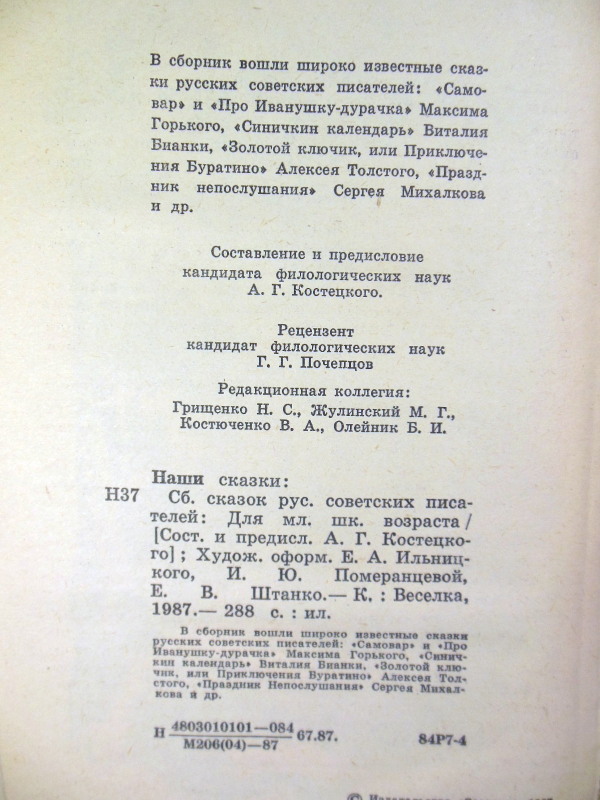 В сборник вошли широко известные сказ-
ки русских советских писателей: «Само-
вар» и «Про Иванушку-дурачка» Максима
Горького, «Синичкин календарь» Виталия
Бианки, «Золотой ключик, или Приключе-
ния Буратино» Алексея Толстого, «Празд-
ник непослушания» Сергея Михалкова
и др.
Составление и предисловие
кандидата филологических наук
А. Г. Костецкого.
Рецензент
кандидат филологических наук
Г. Г. Почепцов
Редакционная коллегия:
Грищенко Н. С., Жулинский М. Г.,
Костюченко В. А., Олейник Б. И.
Наши сказки:
Н37
Сб. сказок рус. советских писа-
телей: Для мл. шк. возраста /
[Сост. и предисл. А. Г. Костецко-
го] ; Худож. оформ. Е. А. Ильниц-
кого, И. Ю. Померанцевой,
Е. В. Штанко.— К. : Веселка,
1987.— 288 с. : ил.
В сборник вошли широко известные сказки
русских советских писателей: «Самовар» и «Про
Иванушку-дурачка» Максима Горького, «Синич-
кин календарь» Виталия Бианки, «Золотой клю-
чик, или Приключения Буратино» Алексея Тол-
стого, «Праздник Непослушания» Сергея Михал-
кова и др.
Н 4803010101—084 67.87.
М206(04)—87
84Р7-4
©